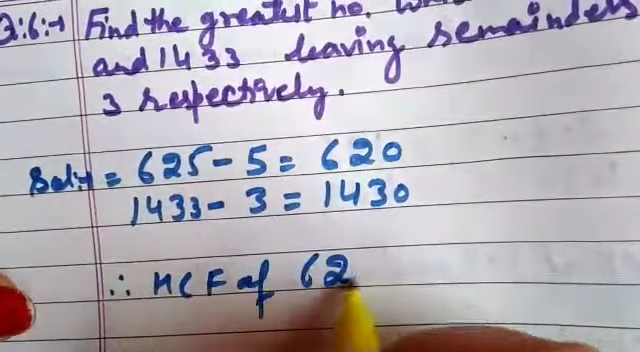 Q:6:→ Find the greatest no.
and 1433 leaving remainders
3 respectively.
Soln:→ = 625 - 5 = 620
1433 - 3 = 1430
∴ HCF of 62